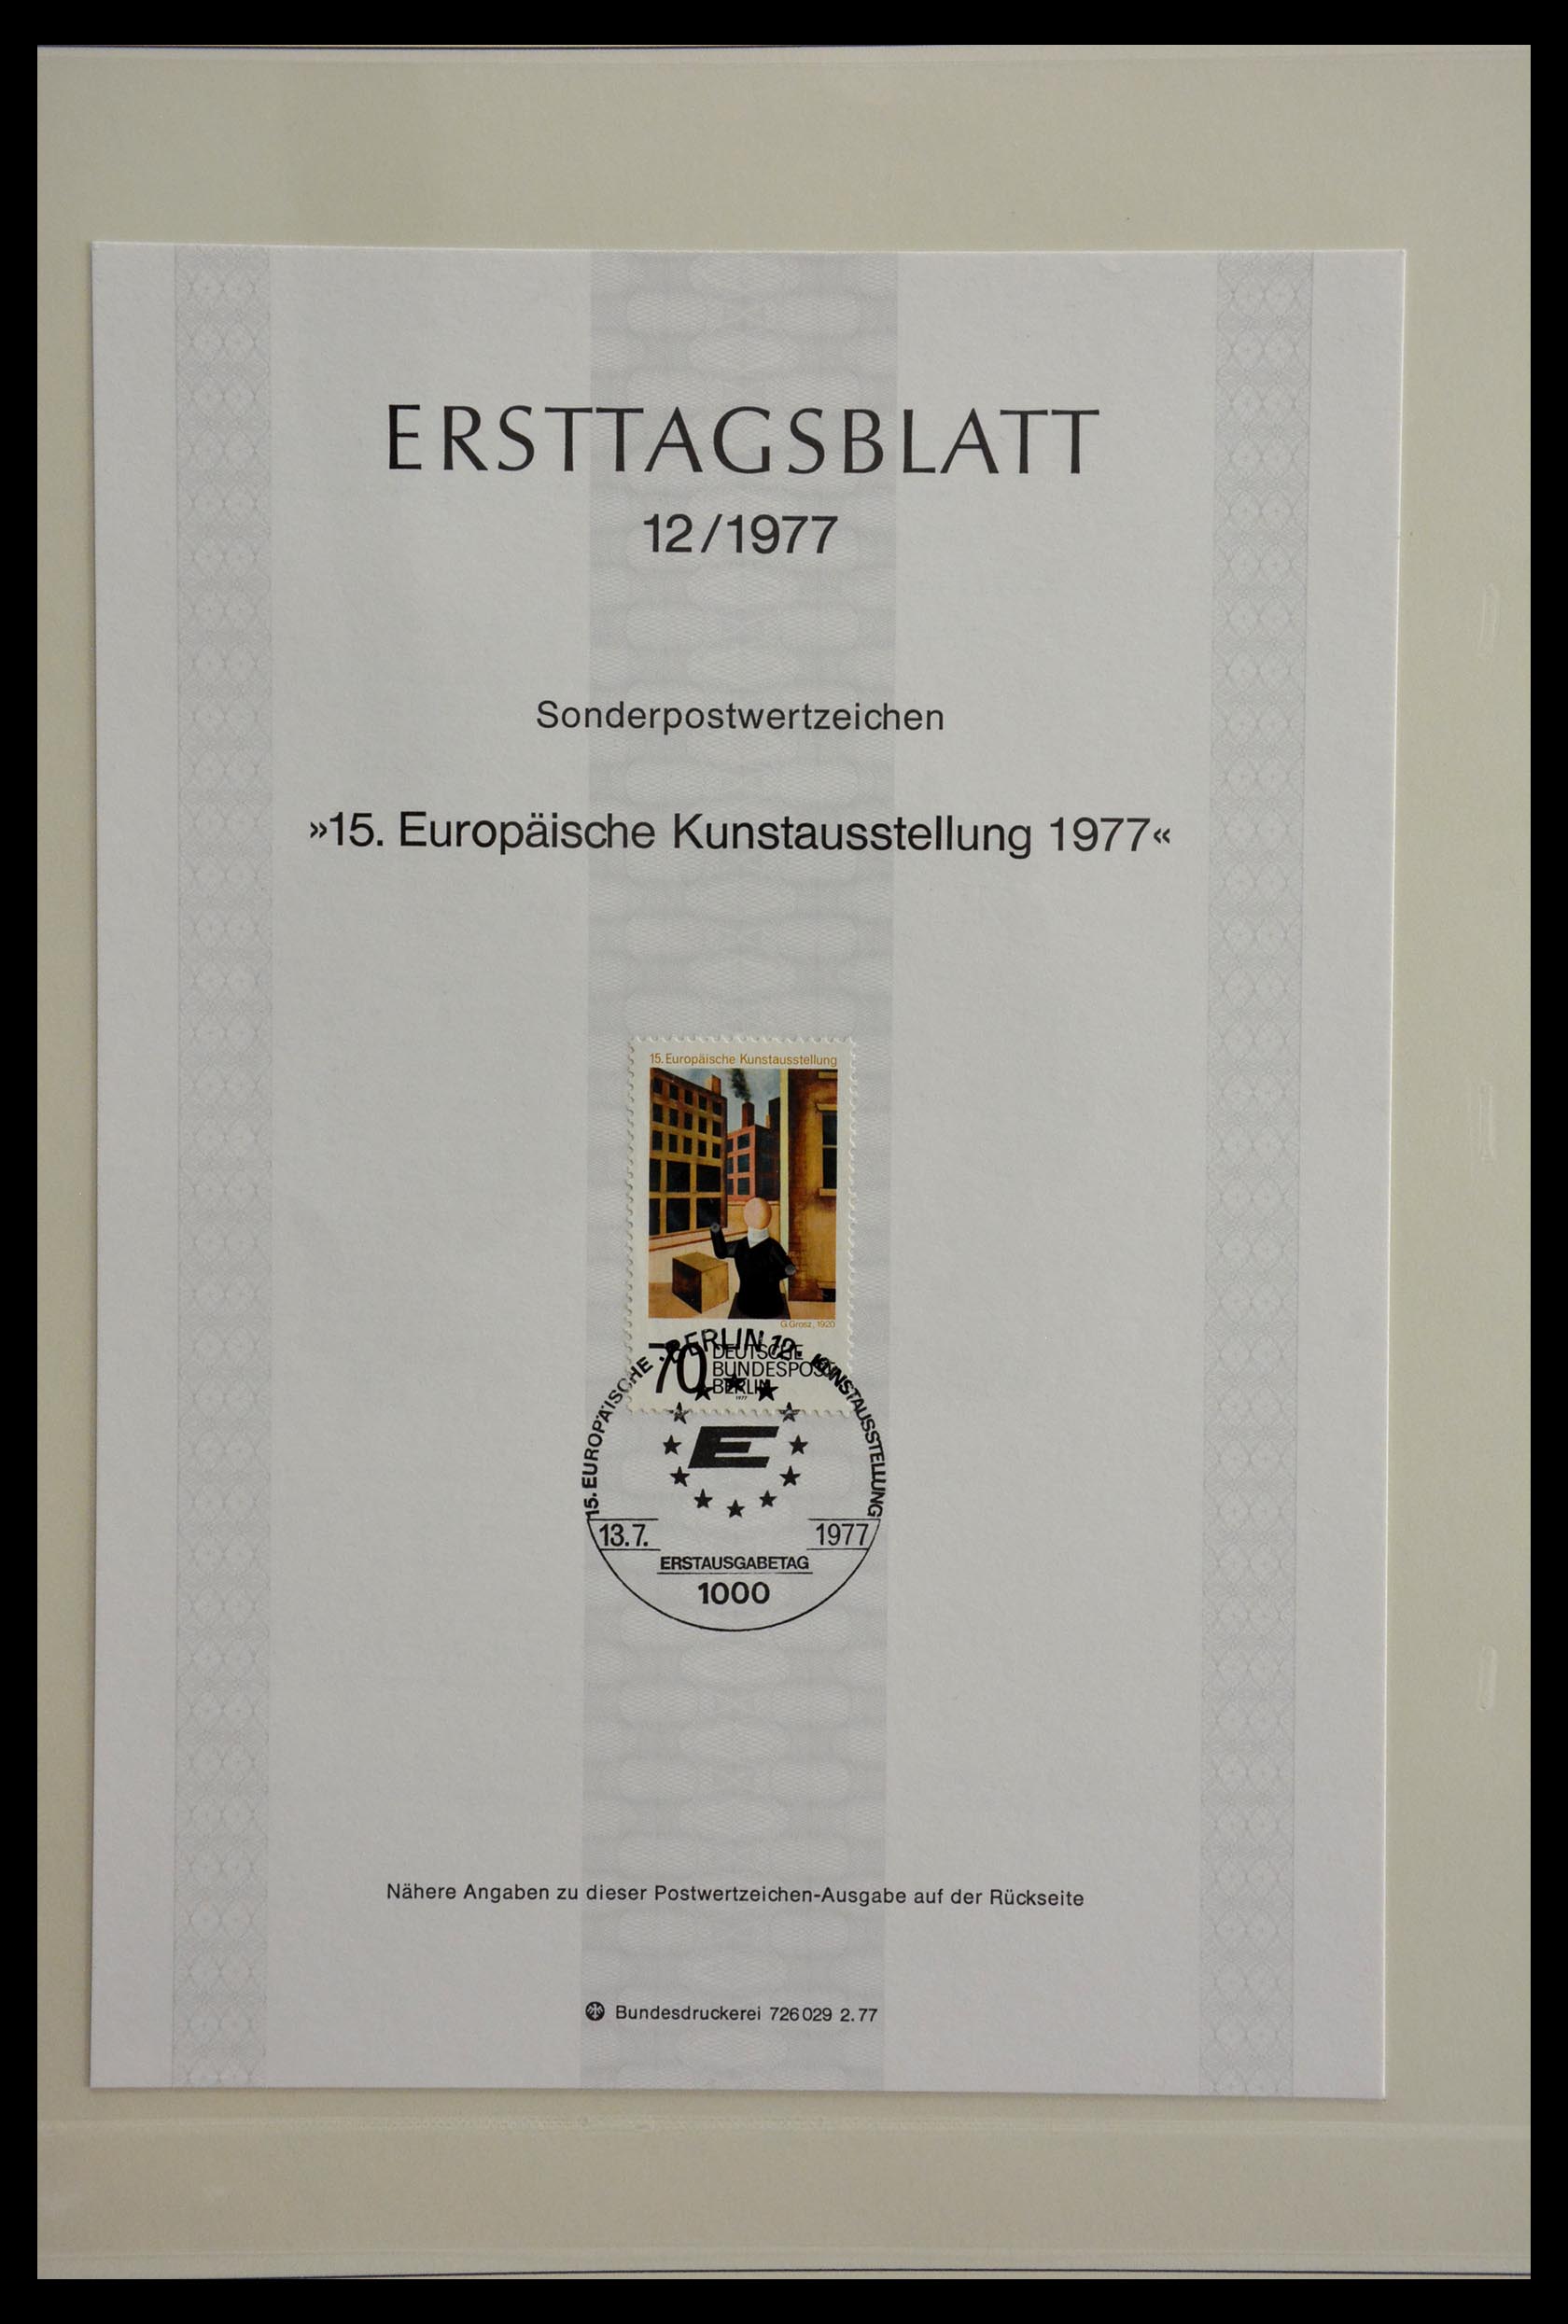 ERSTTAGSBLATT
12/1977
Sonderpostwertzeichen
»15. Europäische Kunstausstellung 1977«
15. Europäische Kunstausstellung
G.Grosz, 1920
70 DEUTSCHE
BUNDESPOST
BERLIN
1977
15. EUROPÄISCHE KUNSTAUSSTELLUNG
BERLIN 12
E
13.7. 1977
ERSTAUSGABETAG
1000
Nähere Angaben zu dieser Postwertzeichen-Ausgabe auf der Rückseite
Bundesdruckerei 726029 2.77